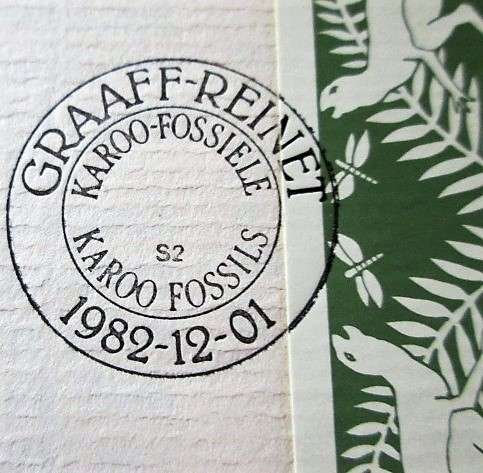 GRAAFF-REINET
KAROO-FOSSIELE
S2
KAROO FOSSILS
1982-12-01